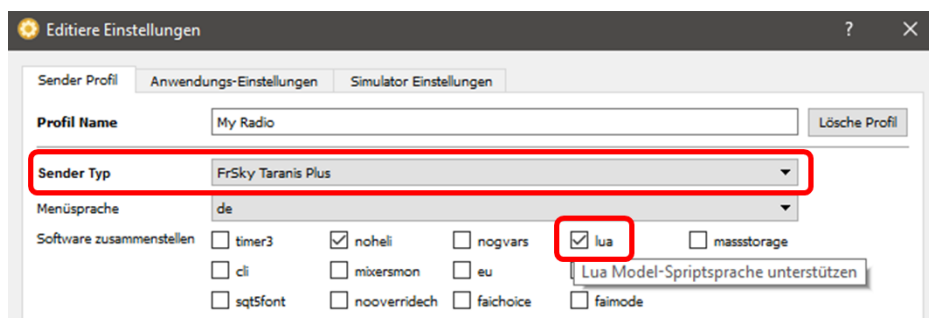 Editiere Einstellungen ?
Sender Profil Anwendungs-Einstellungen Simulator Einstellungen
Profil Name My Radio Lösche Profil
Sender Typ FrSky Taranis Plus
Menüsprache de
Software zusammenstellen timer3 noheli nogvars lua massstorage
cli mixersmon eu Lua Model-Spriptsprache unterstützen
sqt5font nooverridech faichoice faimode